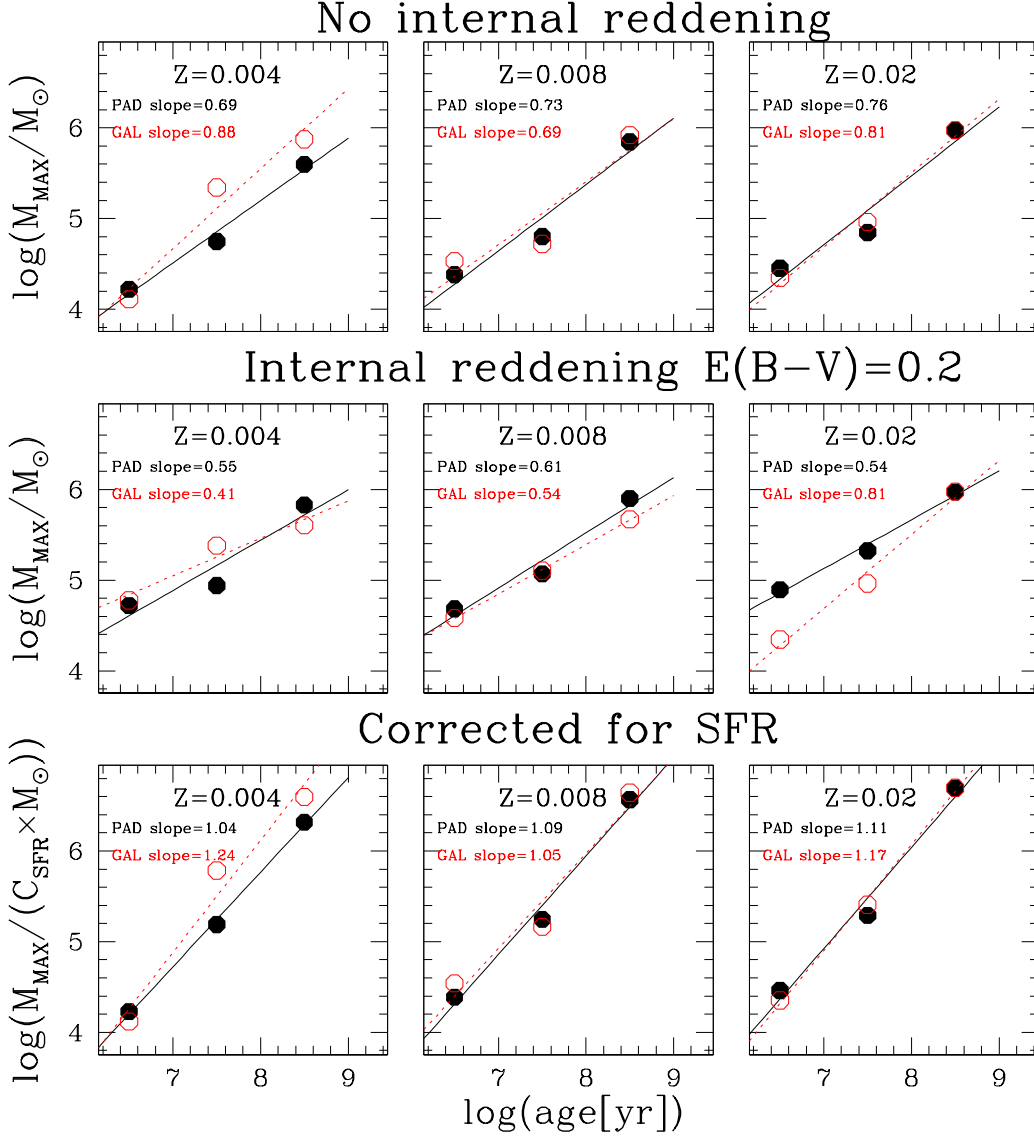 No internal reddening
Z=0.004
PAD slope=0.69
GAL slope=0.88
Z=0.008
PAD slope=0.73
GAL slope=0.69
Z=0.02
PAD slope=0.76
GAL slope=0.81
log(M_MAX/M_⊙)
6
5
4
Internal reddening E(B−V)=0.2
Z=0.004
PAD slope=0.55
GAL slope=0.41
Z=0.008
PAD slope=0.61
GAL slope=0.54
Z=0.02
PAD slope=0.54
GAL slope=0.81
log(M_MAX/M_⊙)
6
5
4
Corrected for SFR
Z=0.004
PAD slope=1.04
GAL slope=1.24
Z=0.008
PAD slope=1.09
GAL slope=1.05
Z=0.02
PAD slope=1.11
GAL slope=1.17
log(M_MAX/(C_SFR×M_⊙))
6
5
4
7 8 9
7 8 9
7 8 9
log(age[yr])